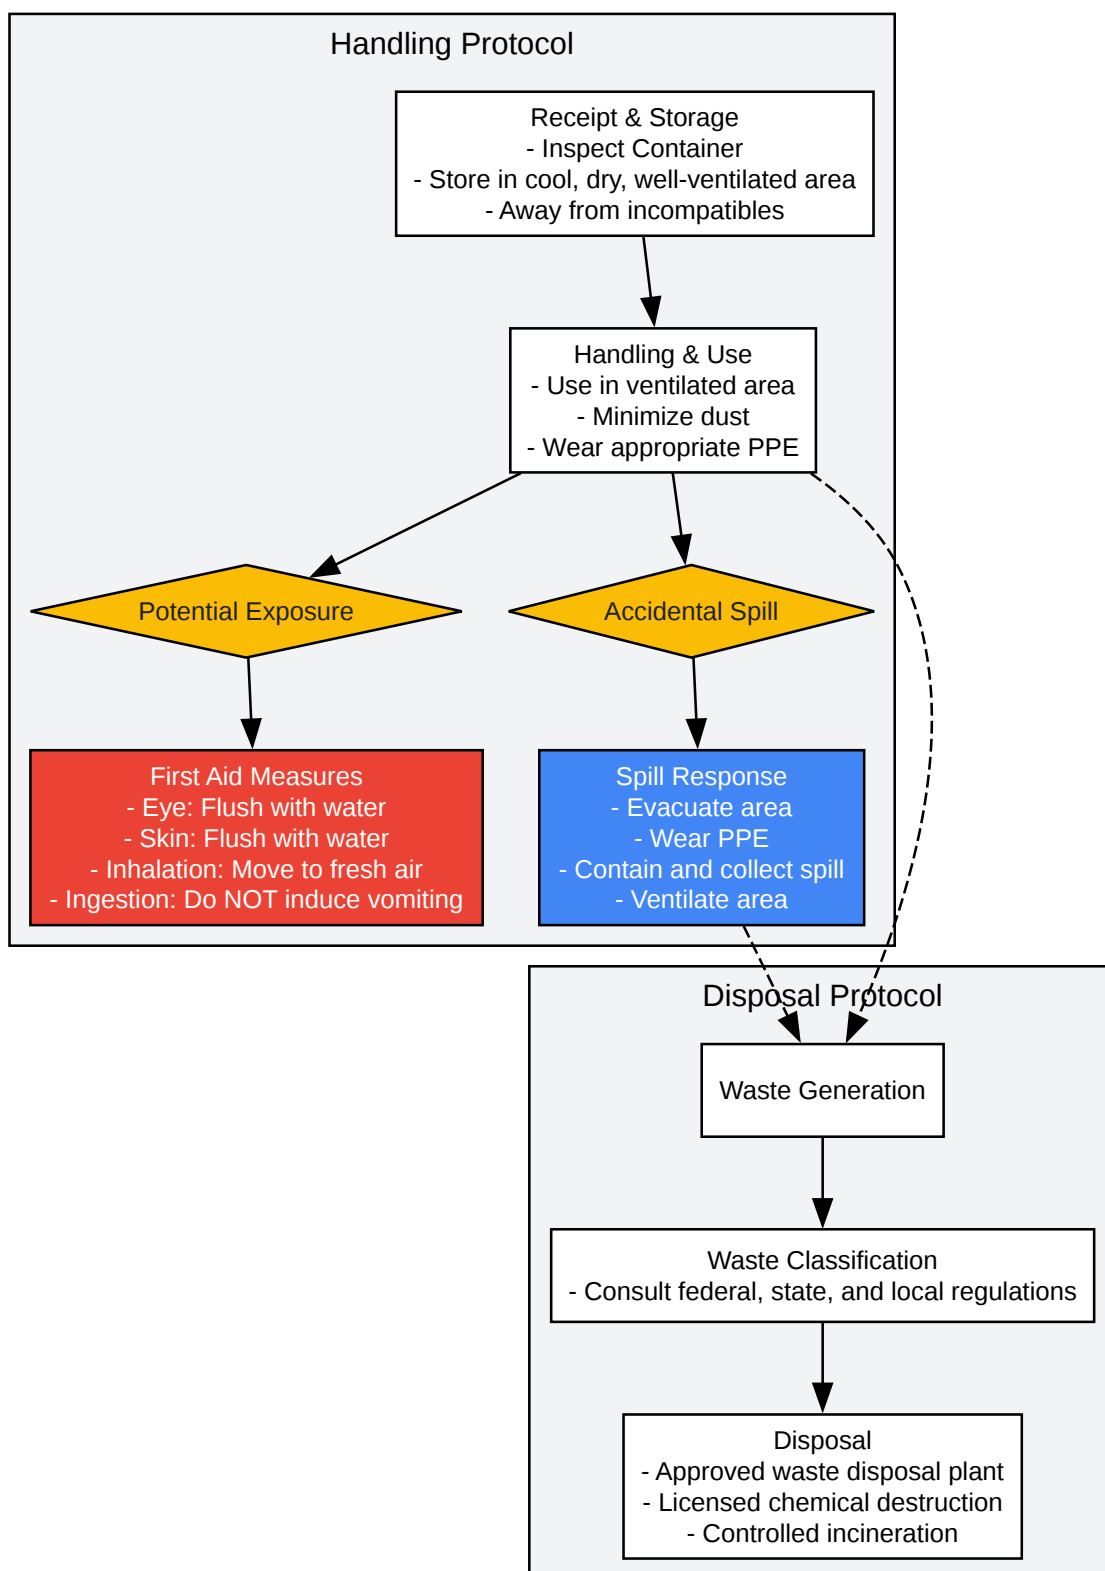 Handling Protocol
Receipt & Storage
- Inspect Container
- Store in cool, dry, well-ventilated area
- Away from incompatibles
Handling & Use
- Use in ventilated area
- Minimize dust
- Wear appropriate PPE
Potential Exposure
Accidental Spill
First Aid Measures
- Eye: Flush with water
- Skin: Flush with water
- Inhalation: Move to fresh air
- Ingestion: Do NOT induce vomiting
Spill Response
- Evacuate area
- Wear PPE
- Contain and collect spill
- Ventilate area
Disposal Protocol
Waste Generation
Waste Classification
- Consult federal, state, and local regulations
Disposal
- Approved waste disposal plant
- Licensed chemical destruction
- Controlled incineration